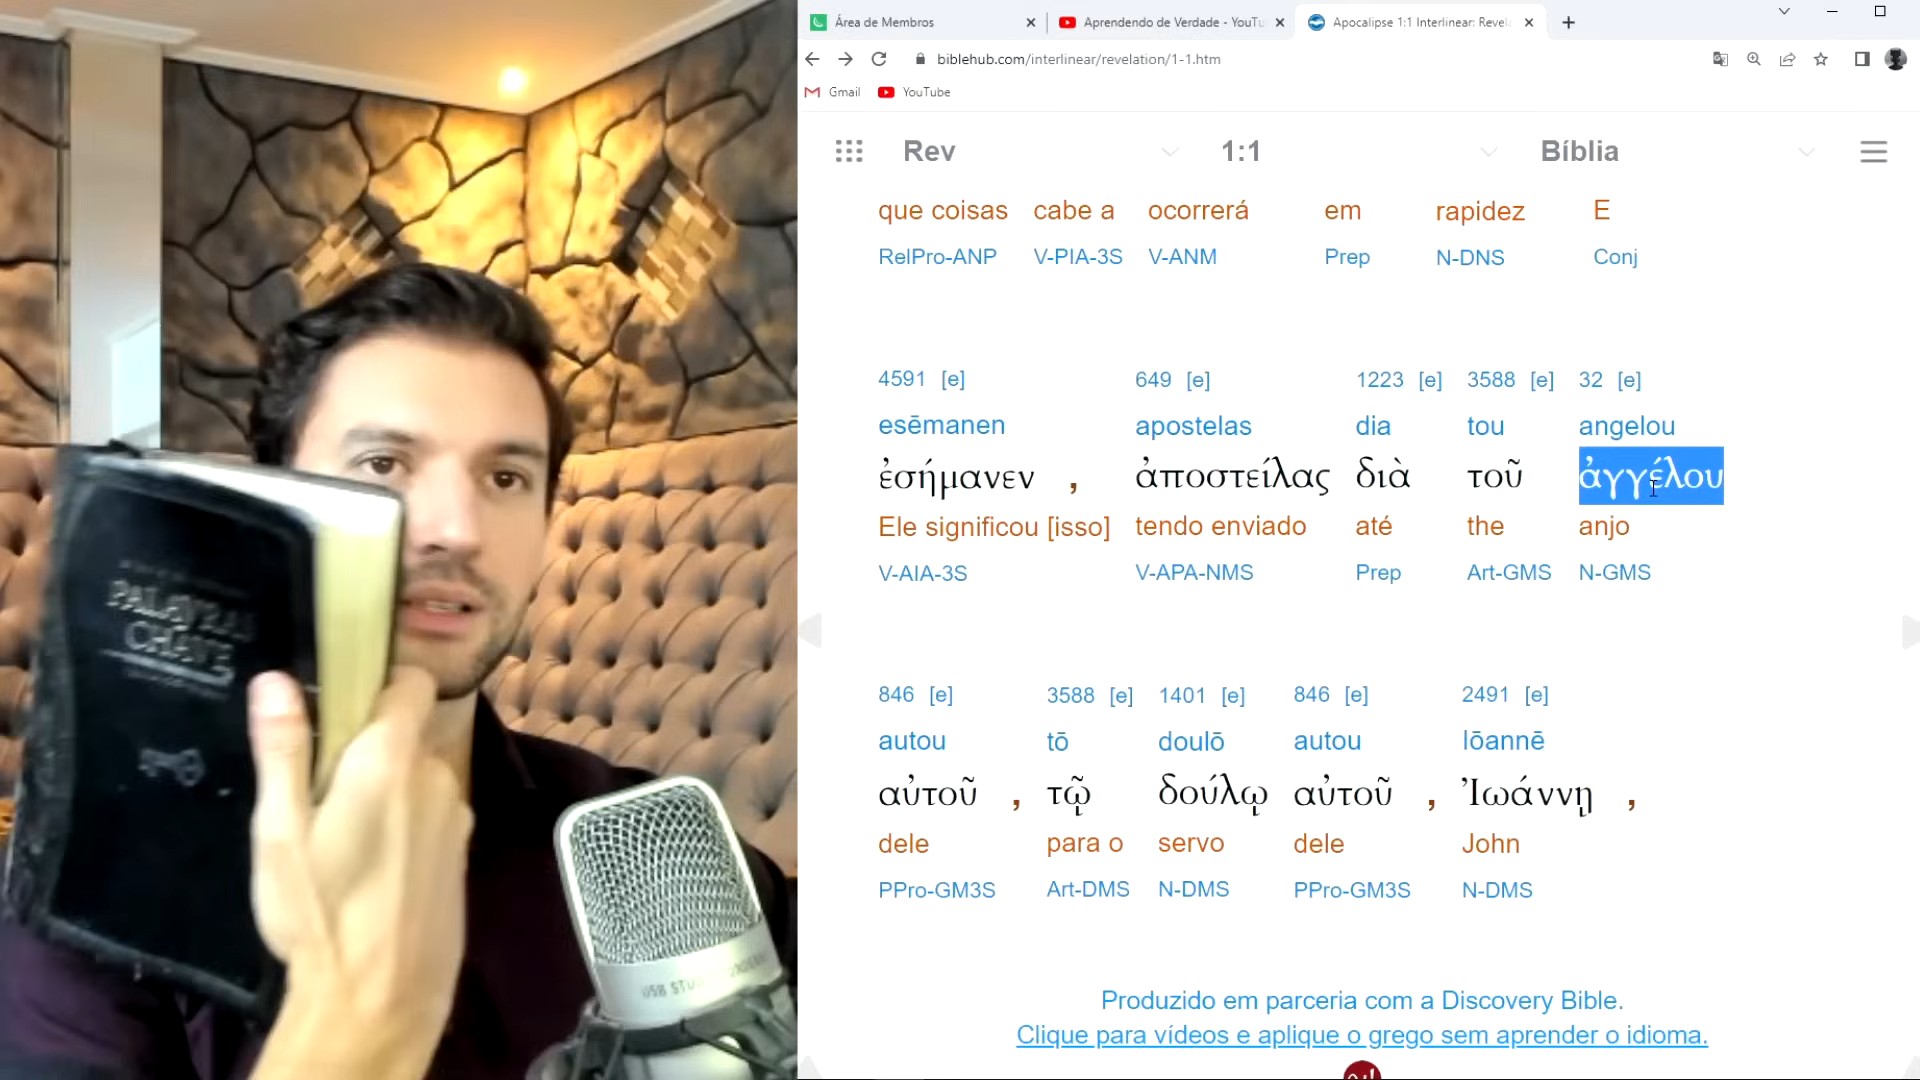 Área de Membros
Aprendendo de Verdade - YouTu
Apocalipse 1:1 Interlinear: Revel
biblehub.com/interlinear/revelation/1-1.htm
Gmail YouTube
Rev 1:1 Bíblia
que coisas cabe a ocorrerá em rapidez E
RelPro-ANP V-PIA-3S V-ANM Prep N-DNS Conj
4591 [e] 649 [e] 1223 [e] 3588 [e] 32 [e]
esēmanen apostelas dia tou angelou
ἐσήμανεν , ἀποστείλας διὰ τοῦ ἀγγέλου
Ele significou [isso] tendo enviado até the anjo
V-AIA-3S V-APA-NMS Prep Art-GMS N-GMS
846 [e] 3588 [e] 1401 [e] 846 [e] 2491 [e]
autou tō doulō autou Iōannē
αὐτοῦ , τῷ δούλῳ αὐτοῦ , Ἰωάννῃ ,
dele para o servo dele John
PPro-GM3S Art-DMS N-DMS PPro-GM3S N-DMS
Produzido em parceria com a Discovery Bible.
Clique para vídeos e aplique o grego sem aprender o idioma.
PALAVRAS
CHAVE
USB